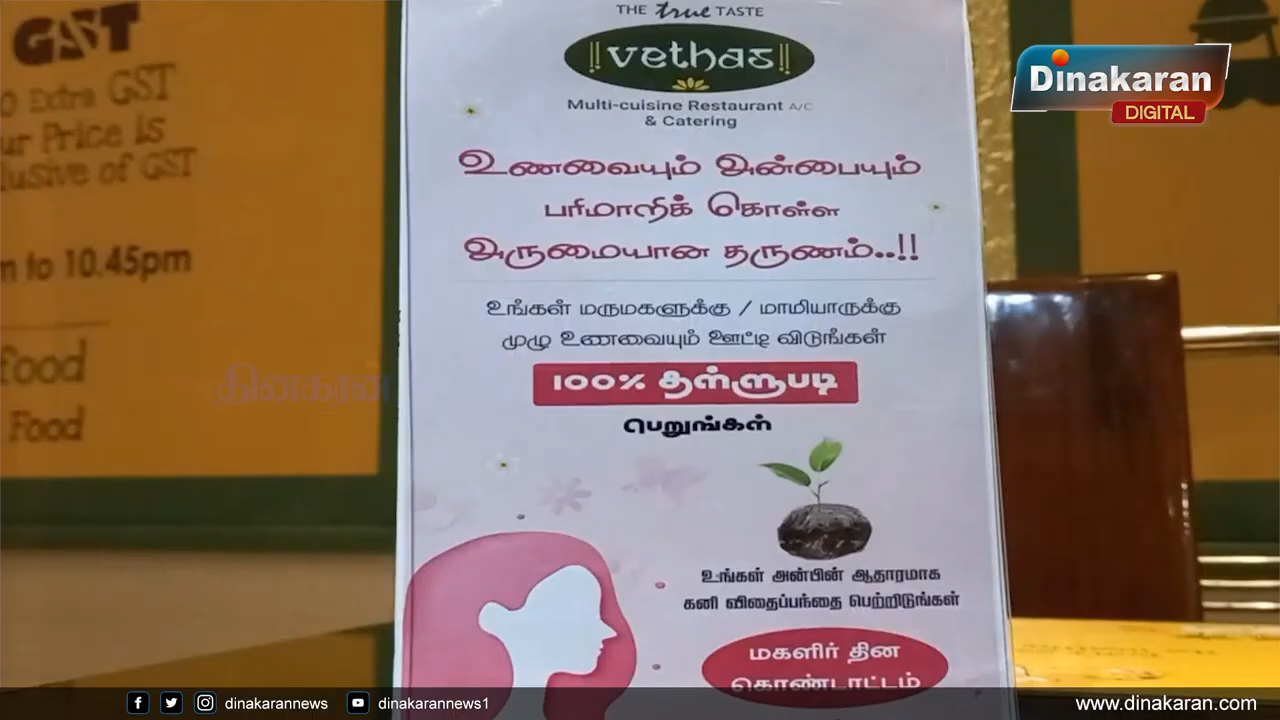 GST
Extra GST
ur Price is
lusive of GST
m to 10.45pm
food
Food
THE true TASTE
vethas
Multi-cuisine Restaurant A/C
& Catering
உணவையும் அன்பையும்
பரிமாறிக் கொள்ள
அருமையான தருணம்..!!
உங்கள் மருமகளுக்கு / மாமியாருக்கு
முழு உணவையும் ஊட்டி விடுங்கள்
100% தள்ளுபடி
பெறுங்கள்
உங்கள் அன்பின் ஆதாரமாக
கனி விதைப்பந்தை பெற்றிடுங்கள்
மகளிர் தின
கொண்டாட்டம்
Dinakaran
DIGITAL
தினகரன்
dinakarannews
dinakarannews1
www.dinakaran.com